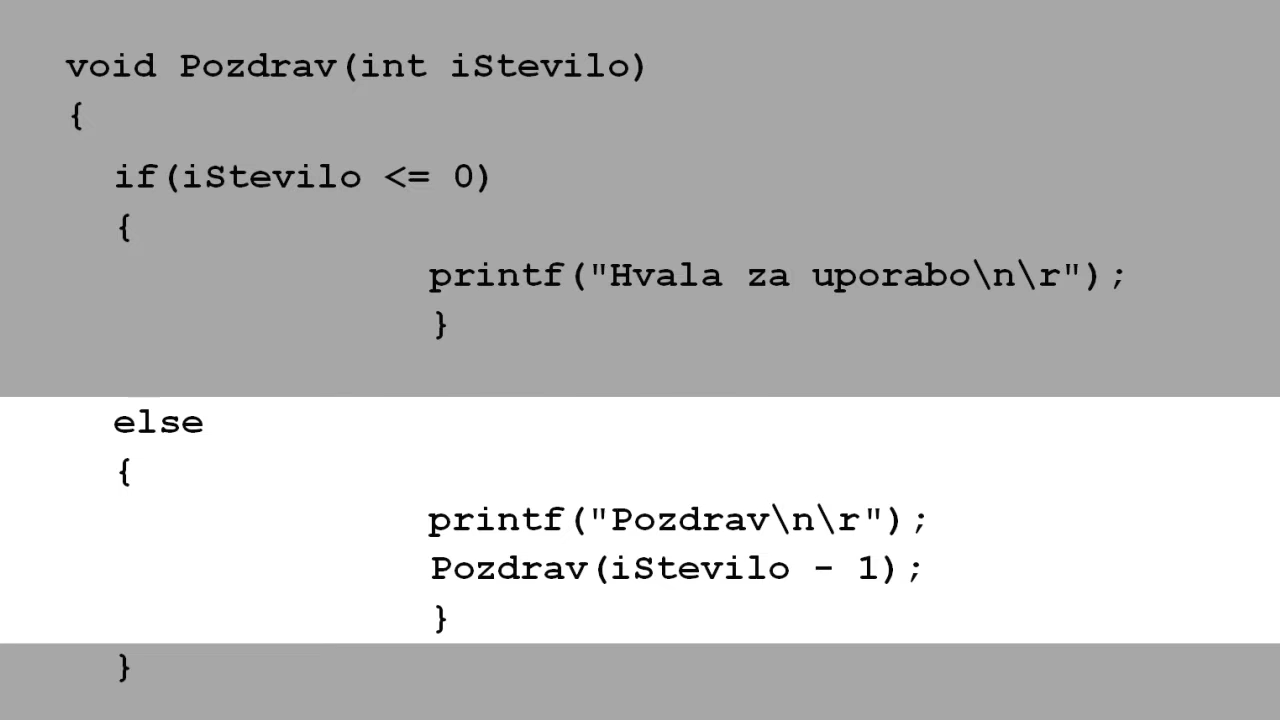 void Pozdrav(int iStevilo)
{
if(iStevilo <= 0)
{
printf("Hvala za uporabo\n\r");
}
else
{
printf("Pozdrav\n\r");
Pozdrav(iStevilo - 1);
}
}